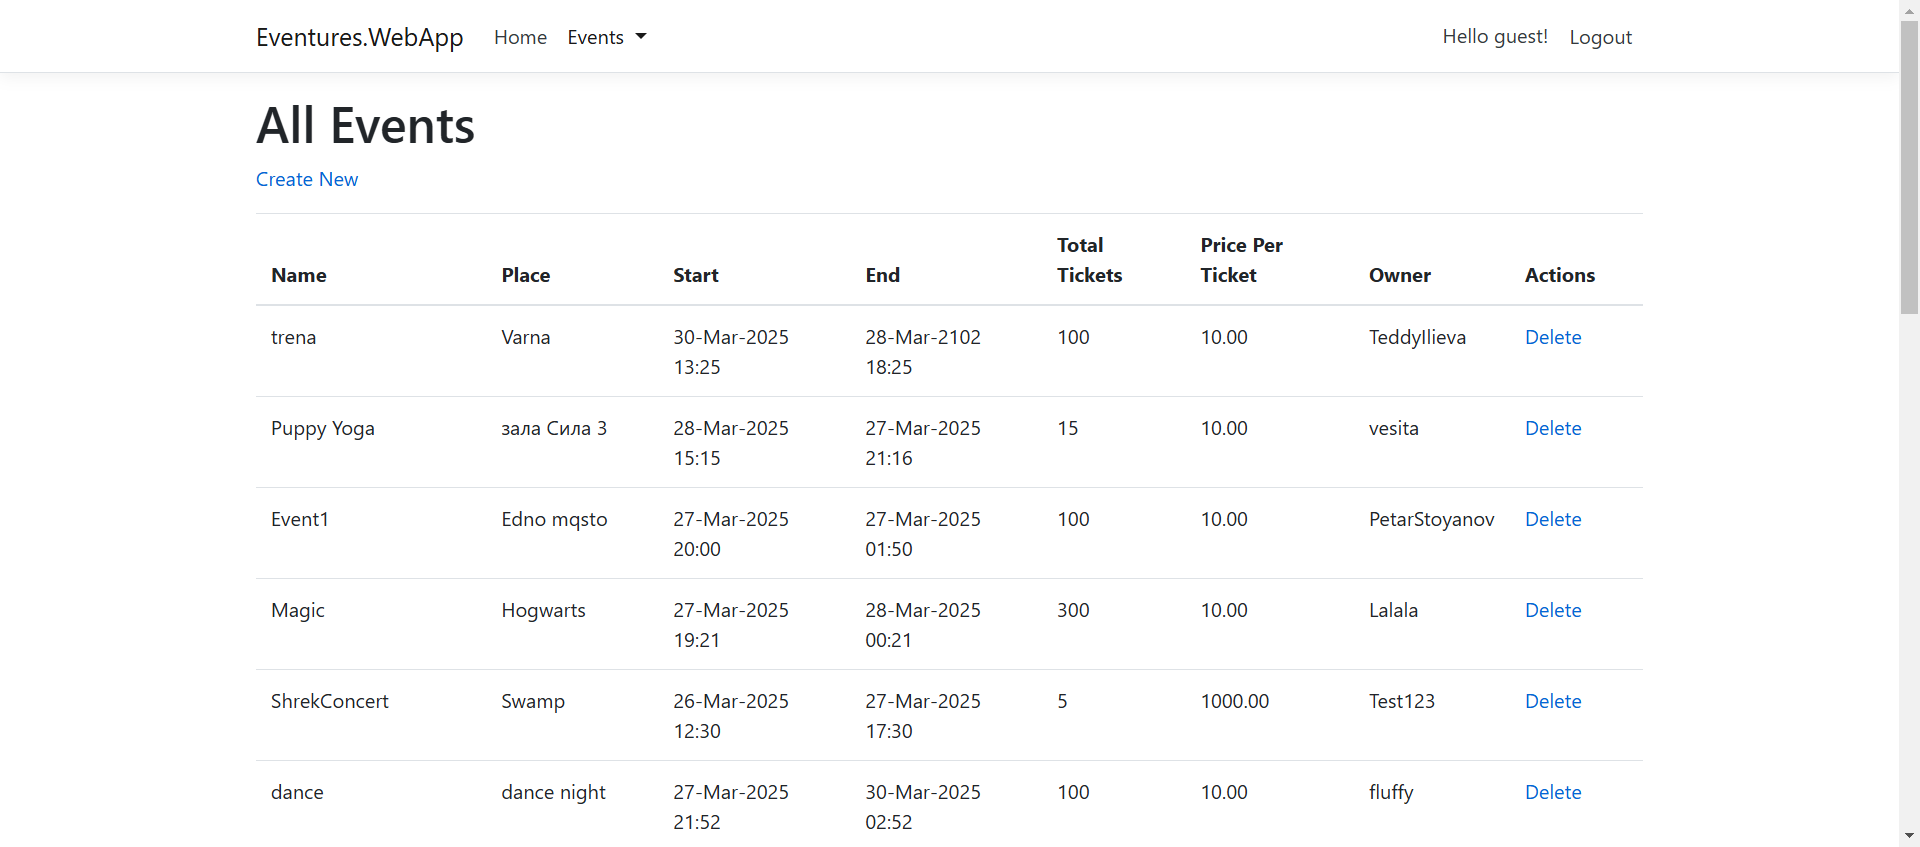 Eventures.WebApp Home Events Hello guest! Logout
All Events
Create New
Name Place Start End Total Tickets Price Per Ticket Owner Actions
trena Varna 30-Mar-2025 13:25 28-Mar-2102 18:25 100 10.00 TeddyIlieva Delete
Puppy Yoga зала Сила 3 28-Mar-2025 15:15 27-Mar-2025 21:16 15 10.00 vesita Delete
Event1 Edno mqsto 27-Mar-2025 20:00 27-Mar-2025 01:50 100 10.00 PetarStoyanov Delete
Magic Hogwarts 27-Mar-2025 19:21 28-Mar-2025 00:21 300 10.00 Lalala Delete
ShrekConcert Swamp 26-Mar-2025 12:30 27-Mar-2025 17:30 5 1000.00 Test123 Delete
dance dance night 27-Mar-2025 21:52 30-Mar-2025 02:52 100 10.00 fluffy Delete